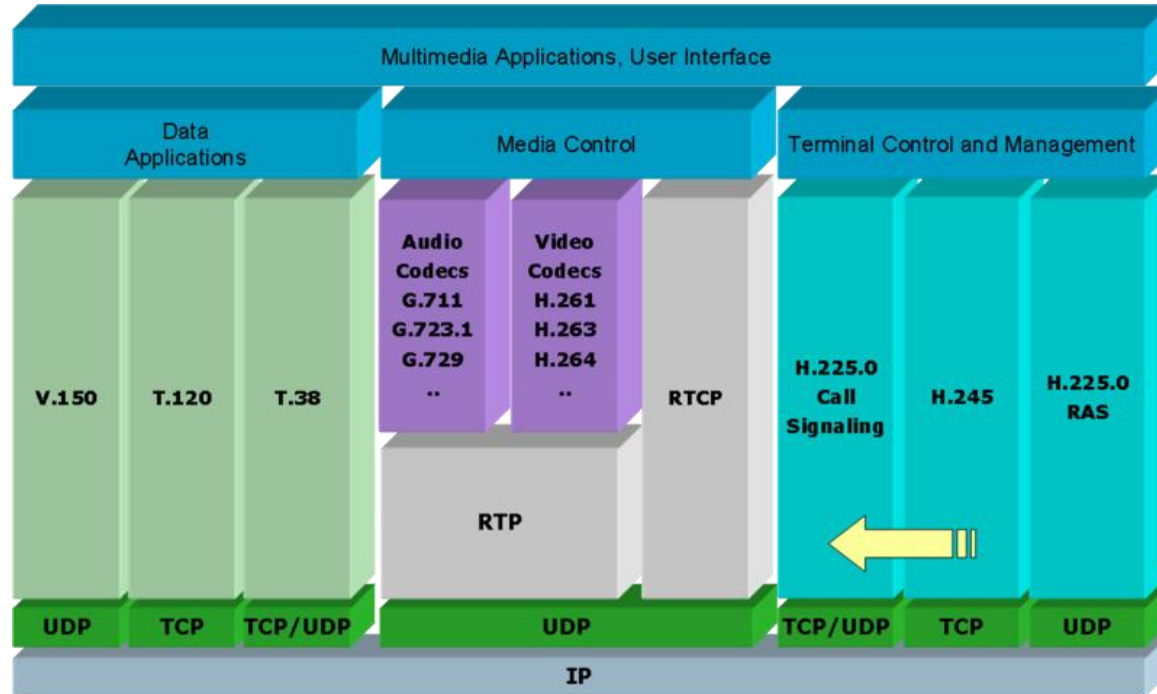 Multimedia Applications, User Interface
Data
Applications
Media Control
Terminal Control and Management
V.150
T.120
T.38
Audio
Codecs
G.711
G.723.1
G.729
..
Video
Codecs
H.261
H.263
H.264
..
RTP
RTCP
H.225.0
Call
Signaling
H.245
H.225.0
RAS
UDP
TCP
TCP/UDP
UDP
TCP/UDP
TCP
UDP
IP